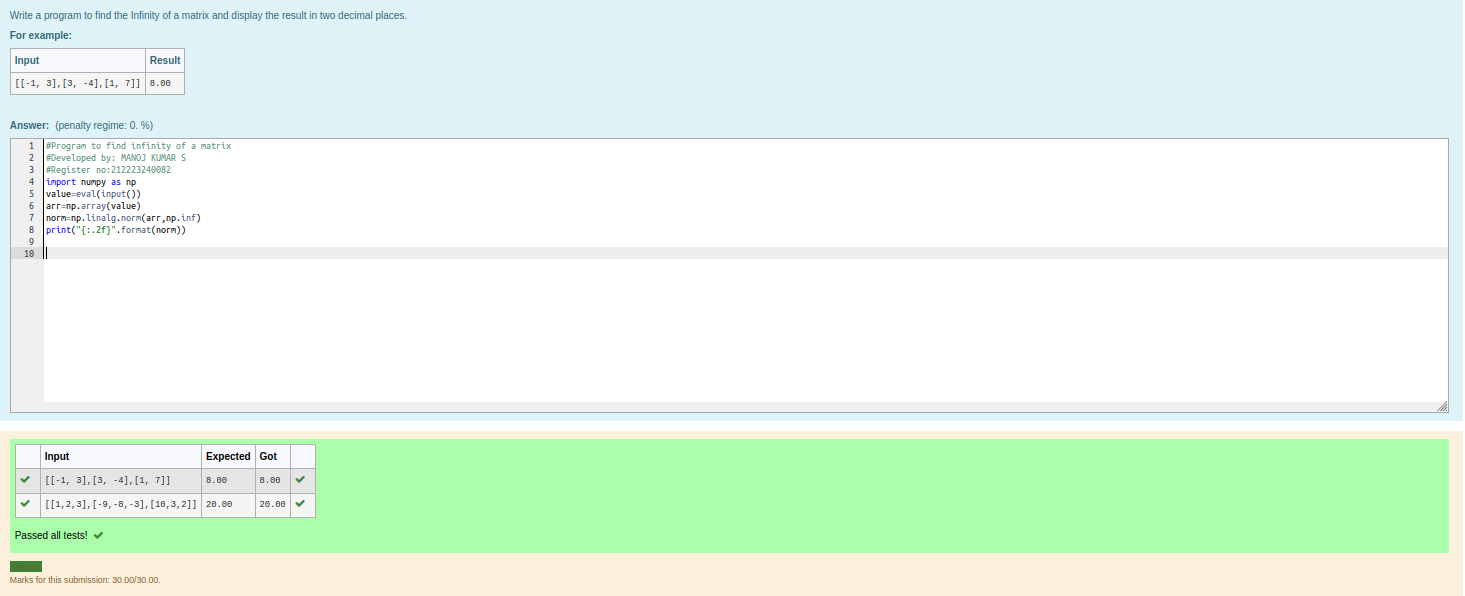 Write a program to find the Infinity of a matrix and display the result in two decimal places.
For example:
Input Result
[[-1, 3],[3, -4],[1, 7]] 8.00
Answer: (penalty regime: 0. %)
1 #Program to find infinity of a matrix
2 #Developed by: MANOJ KUMAR S
3 #Register no:212223240082
4 import numpy as np
5 value=eval(input())
6 arr=np.array(value)
7 norm=np.linalg.norm(arr,np.inf)
8 print("{:.2f}".format(norm))
9
10
Input Expected Got
[[-1, 3],[3, -4],[1, 7]] 8.00 8.00
[[1,2,3],[-9,-8,-3],[10,3,2]] 20.00 20.00
Passed all tests!
Marks for this submission: 30.00/30.00.